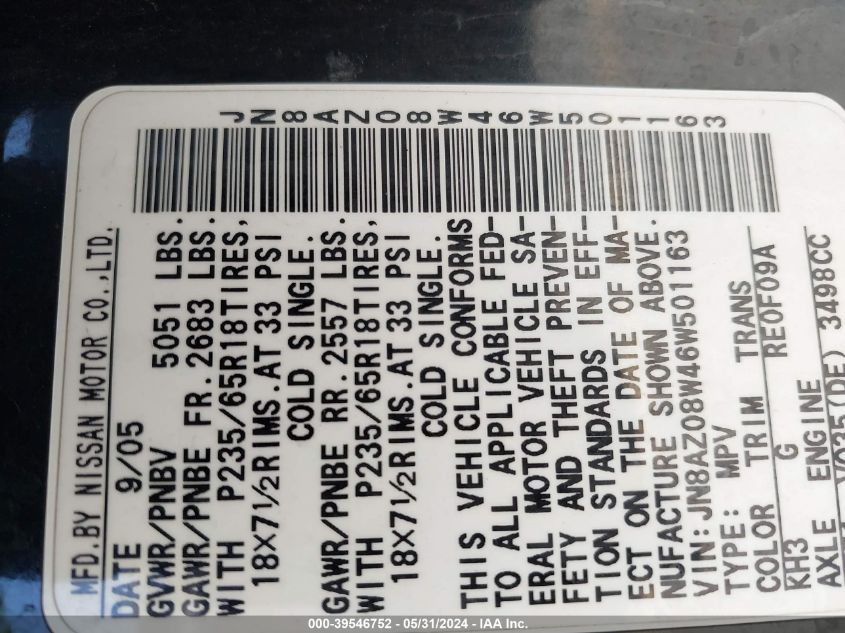 JN8AZ08W46W501163
MFD.BY NISSAN MOTOR CO.,LTD.
DATE 9/05
GVWR/PNBV 5051 LBS.
GAWR/PNBE FR.2683 LBS.
WITH P235/65R18TIRES,
18X7½RIMS.AT 33 PSI
COLD SINGLE.
GAWR/PNBE RR.2557 LBS.
WITH P235/65R18TIRES,
18X7½RIMS.AT 33 PSI
COLD SINGLE.
THIS VEHICLE CONFORMS
TO ALL APPLICABLE FED-
ERAL MOTOR VEHICLE SA-
FETY AND THEFT PREVEN-
TION STANDARDS IN EFF-
ECT ON THE DATE OF MA-
NUFACTURE SHOWN ABOVE.
VIN:JN8AZ08W46W501163
TYPE: MPV
COLOR TRIM TRANS
KH3 G RE0F09A
AXLE ENGINE
VQ35(DE) 3498CC
000-39546752 - 05/31/2024 - IAA Inc.